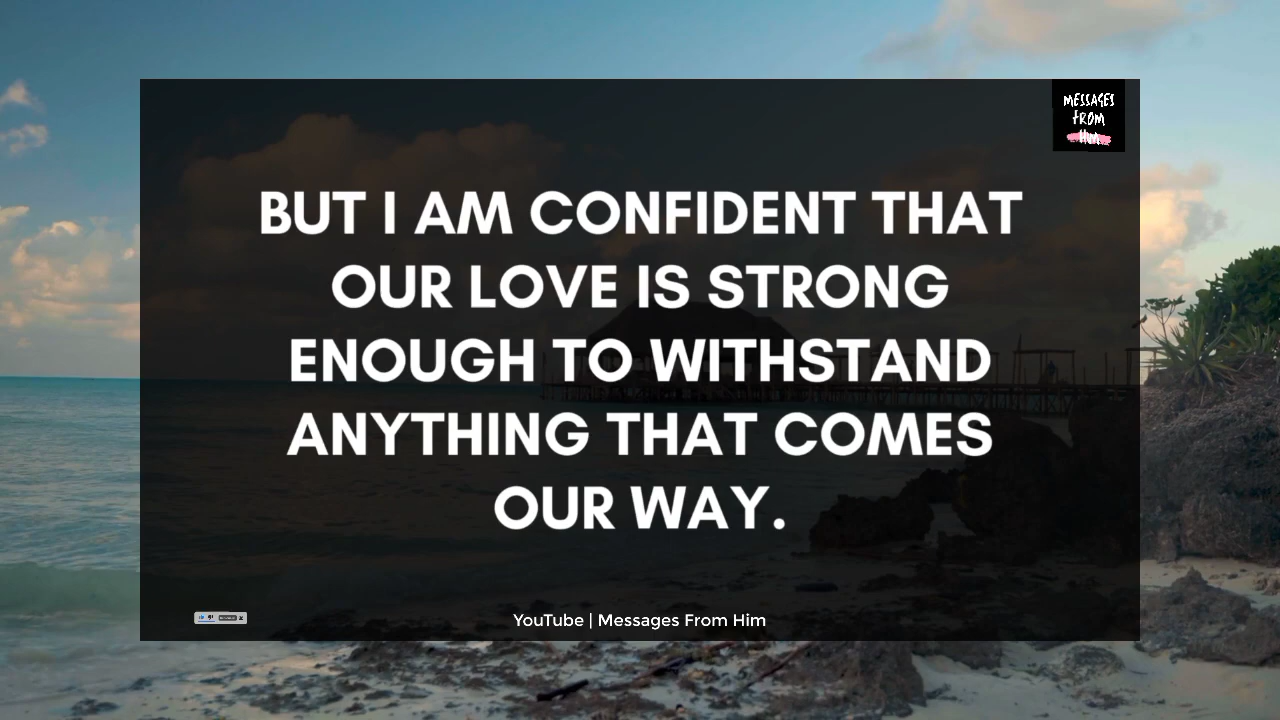 MESSAGES
FROM
HIM
BUT I AM CONFIDENT THAT
OUR LOVE IS STRONG
ENOUGH TO WITHSTAND
ANYTHING THAT COMES
OUR WAY.
YouTube | Messages From Him